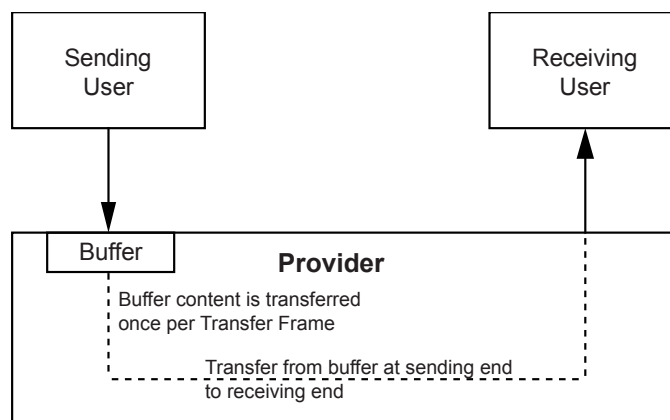 Sending
User
Receiving
User
Buffer
Provider
Buffer content is transferred
once per Transfer Frame
Transfer from buffer at sending end
to receiving end